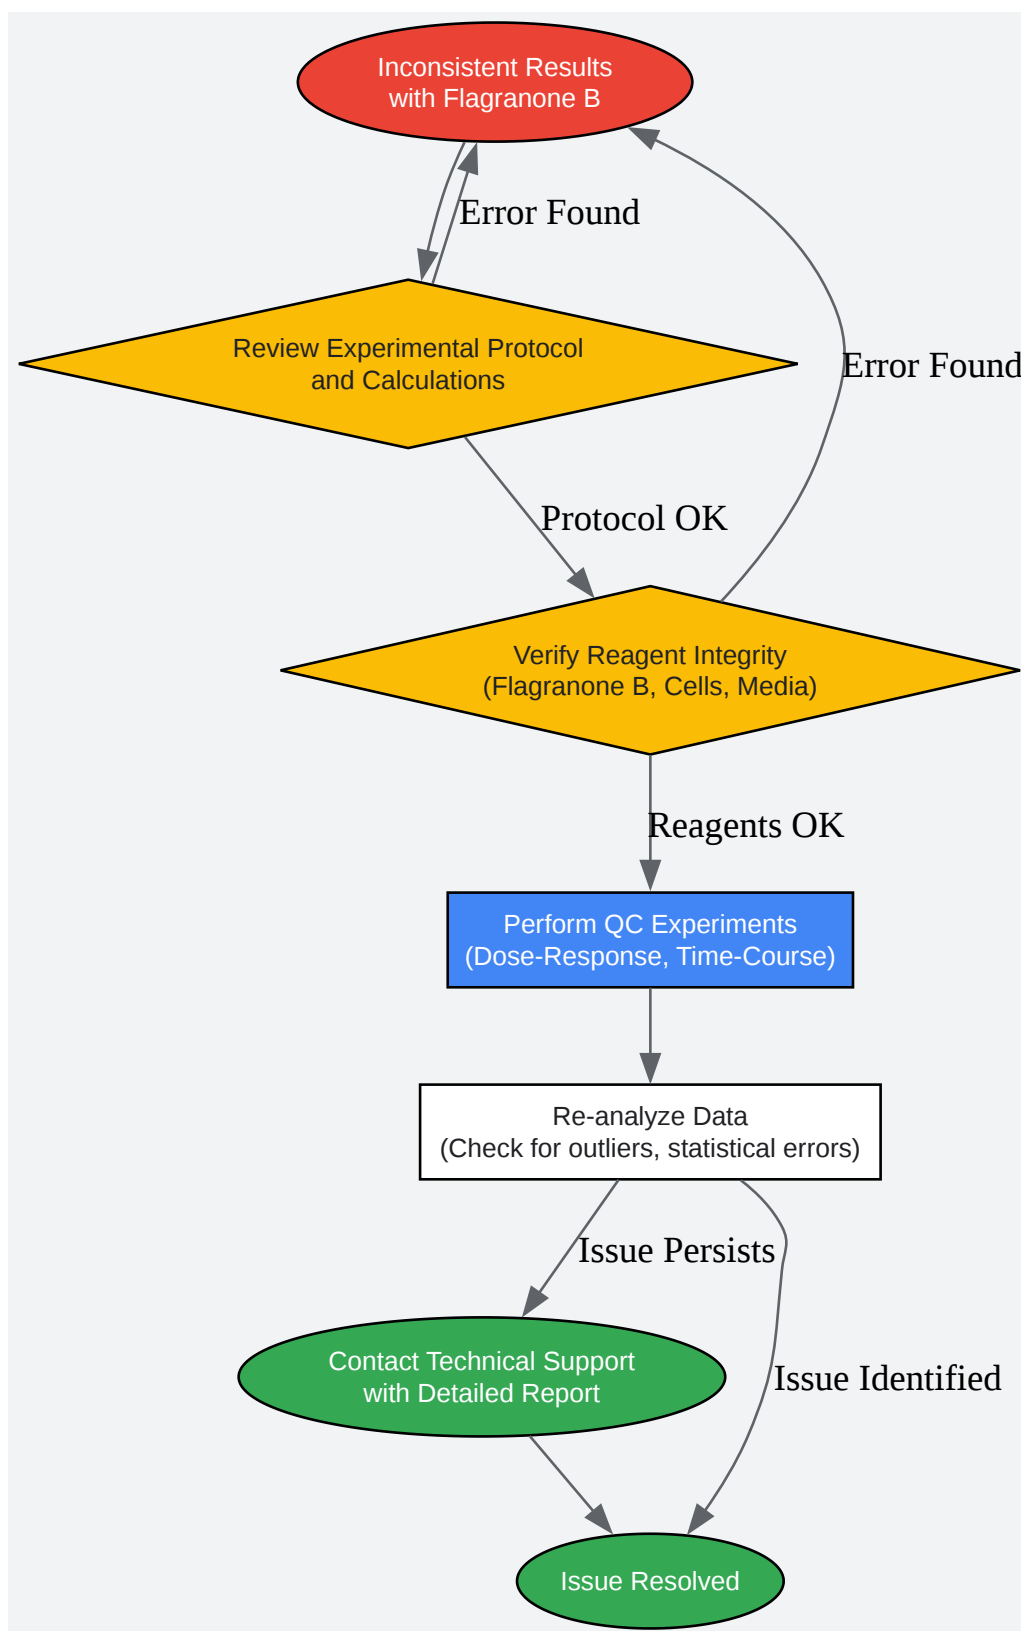 Inconsistent Results
with Flagranone B
Error Found
Review Experimental Protocol
and Calculations
Error Found
Protocol OK
Verify Reagent Integrity
(Flagranone B, Cells, Media)
Reagents OK
Perform QC Experiments
(Dose-Response, Time-Course)
Re-analyze Data
(Check for outliers, statistical errors)
Issue Persists
Contact Technical Support
with Detailed Report
Issue Identified
Issue Resolved